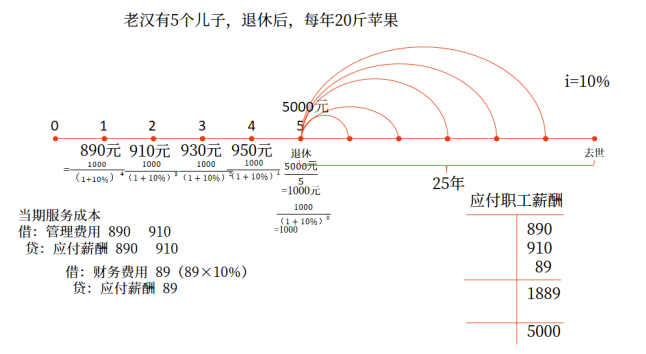 老汉有5个儿子，退休后，每年20斤苹果
i=10%
5000元
0 1 2 3 4 5
890元 910元 930元 950元 退休 去世
=1000/(1+10%)^4 1000/(1+10%)^3 1000/(1+10%)^2 1000/(1+10%)^1
5000元/5
=1000元
25年
1000/(1+10%)^0
=1000
应付职工薪酬
当期服务成本
借：管理费用 890 910
贷：应付薪酬 890 910
借：财务费用 89（89×10%）
贷：应付薪酬 89
890
910
89
1889
5000